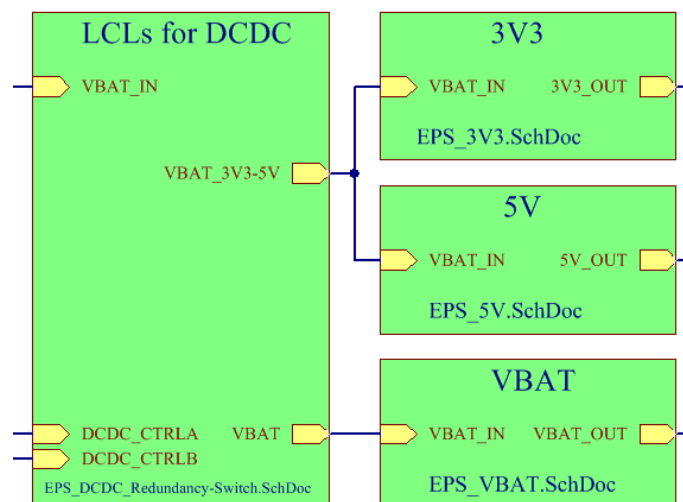 LCLs for DCDC
VBAT_IN
VBAT_3V3-5V
DCDC_CTRLA
VBAT
DCDC_CTRLB
EPS_DCDC_Redundancy-Switch.SchDoc
3V3
VBAT_IN
3V3_OUT
EPS_3V3.SchDoc
5V
VBAT_IN
5V_OUT
EPS_5V.SchDoc
VBAT
VBAT_IN
VBAT_OUT
EPS_VBAT.SchDoc